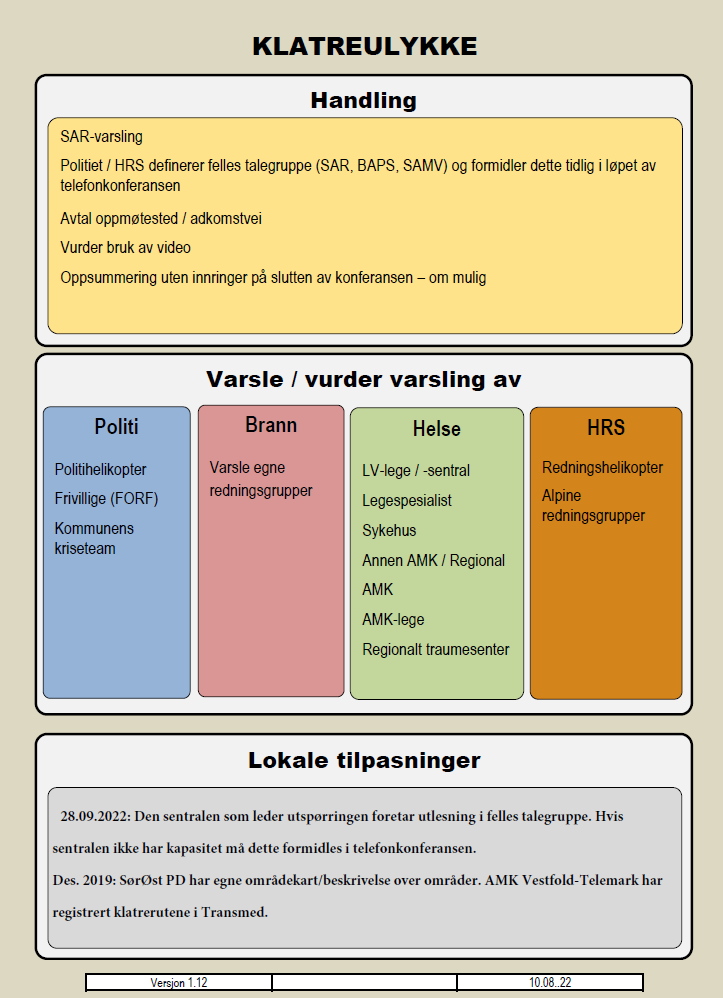 KLATREULYKKE
Handling
SAR-varsling
Politiet / HRS definerer felles talegruppe (SAR, BAPS, SAMV) og formidler dette tidlig i løpet av
telefonkonferansen
Avtal oppmøtested / adkomstvei
Vurder bruk av video
Oppsummering uten innringer på slutten av konferansen – om mulig
Varsle / vurder varsling av
Politi
Politihelikopter
Frivillige (FORF)
Kommunens
kriseteam
Brann
Varsle egne
redningsgrupper
Helse
LV-lege / -sentral
Legespesialist
Sykehus
Annen AMK / Regional
AMK
AMK-lege
Regionalt traumesenter
HRS
Redningshelikopter
Alpine
redningsgrupper
Lokale tilpasninger
28.09.2022: Den sentralen som leder utspørringen foretar utlesning i felles talegruppe. Hvis
sentralen ikke har kapasitet må dette formidles i telefonkonferansen.
Des. 2019: SørØst PD har egne områdekart/beskrivelse over områder. AMK Vestfold-Telemark har
registrert klatrerutene i Transmed.
Versjon 1.12
10.08..22